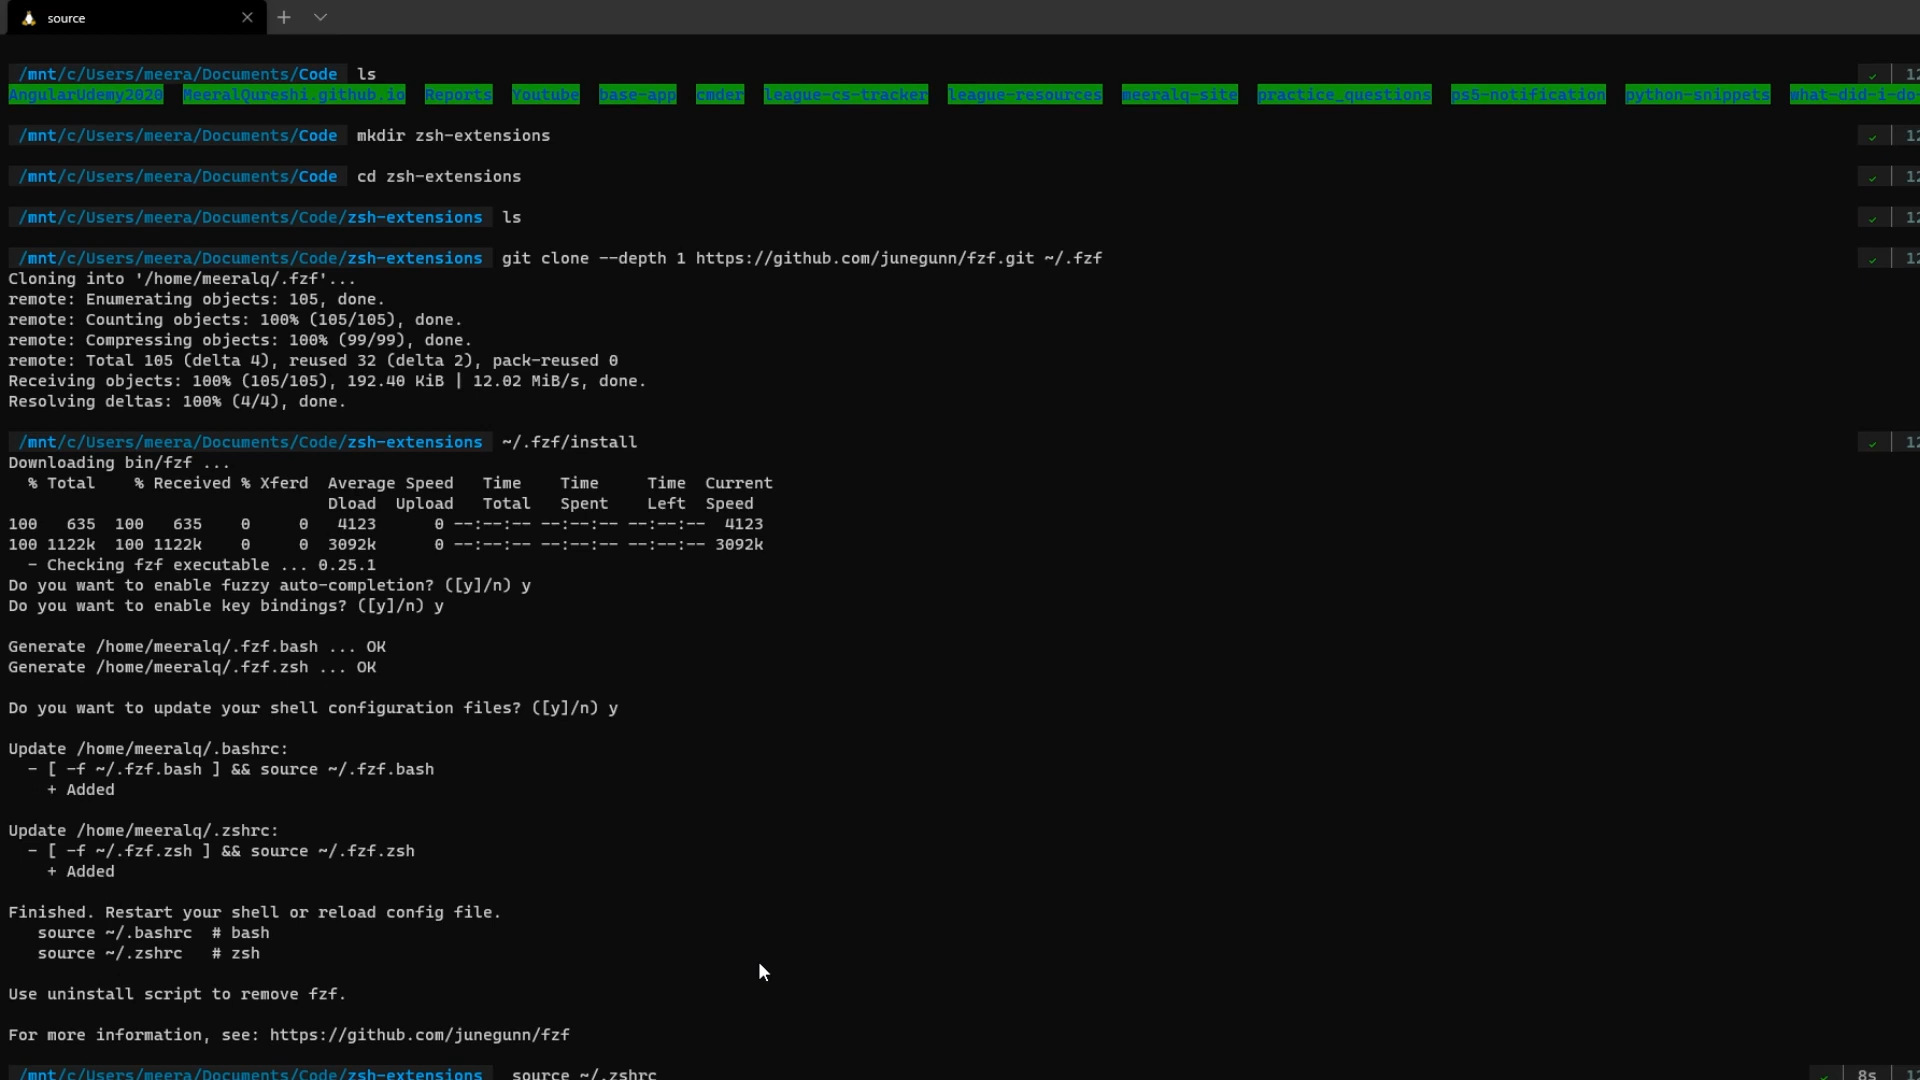 source
/mnt/c/Users/meera/Documents/Code ls
AngularUdemy2020 MeeralQureshi.github.io Reports Youtube base-app cmder league-cs-tracker league-resources meeralq-site practice_questions ps5-notification python-snippets what-did-i-do-
/mnt/c/Users/meera/Documents/Code mkdir zsh-extensions
/mnt/c/Users/meera/Documents/Code cd zsh-extensions
/mnt/c/Users/meera/Documents/Code/zsh-extensions ls
/mnt/c/Users/meera/Documents/Code/zsh-extensions git clone --depth 1 https://github.com/junegunn/fzf.git ~/.fzf
Cloning into '/home/meeralq/.fzf'...
remote: Enumerating objects: 105, done.
remote: Counting objects: 100% (105/105), done.
remote: Compressing objects: 100% (99/99), done.
remote: Total 105 (delta 4), reused 32 (delta 2), pack-reused 0
Receiving objects: 100% (105/105), 192.40 KiB | 12.02 MiB/s, done.
Resolving deltas: 100% (4/4), done.
/mnt/c/Users/meera/Documents/Code/zsh-extensions ~/.fzf/install
Downloading bin/fzf ...
% Total % Received % Xferd Average Speed Time Time Time Current
Dload Upload Total Spent Left Speed
100 635 100 635 0 0 4123 0 --:--:-- --:--:-- --:--:-- 4123
100 1122k 100 1122k 0 0 3092k 0 --:--:-- --:--:-- --:--:-- 3092k
- Checking fzf executable ... 0.25.1
Do you want to enable fuzzy auto-completion? ([y]/n) y
Do you want to enable key bindings? ([y]/n) y
Generate /home/meeralq/.fzf.bash ... OK
Generate /home/meeralq/.fzf.zsh ... OK
Do you want to update your shell configuration files? ([y]/n) y
Update /home/meeralq/.bashrc:
- [ -f ~/.fzf.bash ] && source ~/.fzf.bash
+ Added
Update /home/meeralq/.zshrc:
- [ -f ~/.fzf.zsh ] && source ~/.fzf.zsh
+ Added
Finished. Restart your shell or reload config file.
source ~/.bashrc # bash
source ~/.zshrc # zsh
Use uninstall script to remove fzf.
For more information, see: https://github.com/junegunn/fzf
/mnt/c/Users/meera/Documents/Code/zsh-extensions source ~/.zshrc 8s